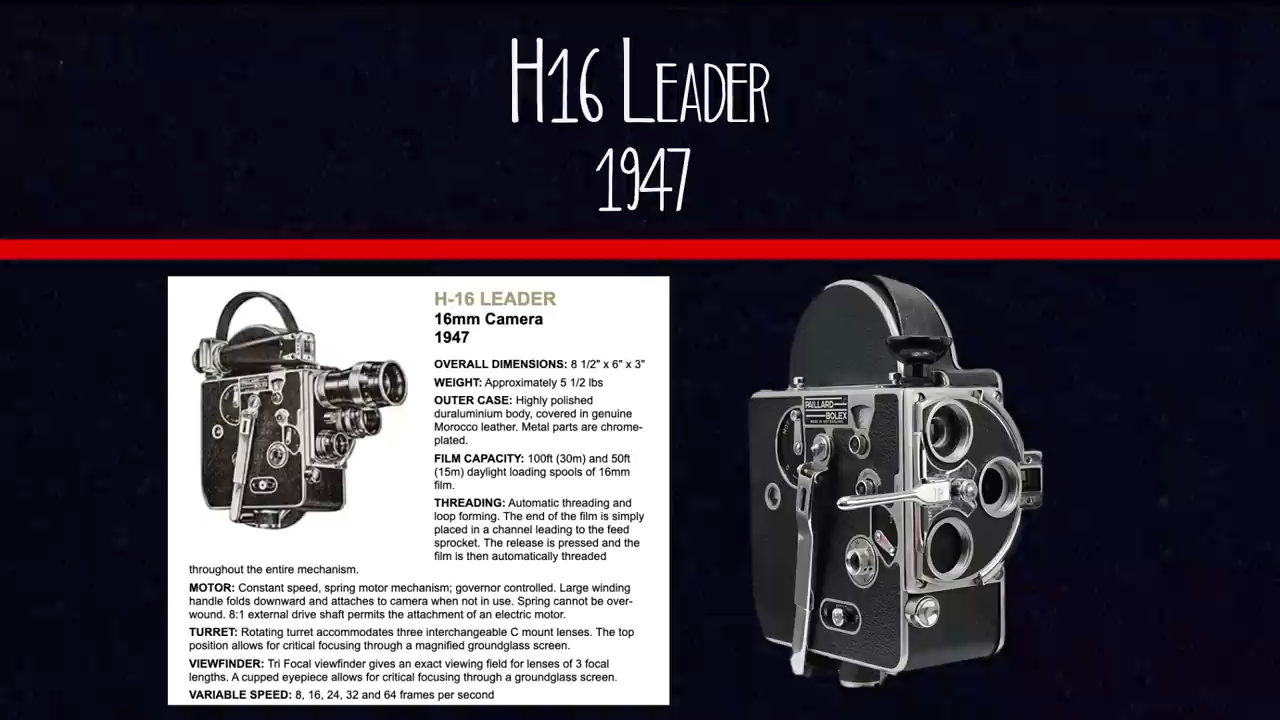 H16 LEADER
1947
H-16 LEADER
16mm Camera
1947
OVERALL DIMENSIONS: 8 1/2" x 6" x 3"
WEIGHT: Approximately 5 1/2 lbs
OUTER CASE: Highly polished
duraluminium body, covered in genuine
Morocco leather. Metal parts are chrome-
plated.
FILM CAPACITY: 100ft (30m) and 50ft
(15m) daylight loading spools of 16mm
film.
THREADING: Automatic threading and
loop forming. The end of the film is simply
placed in a channel leading to the feed
sprocket. The release is pressed and the
film is then automatically threaded
throughout the entire mechanism.
MOTOR: Constant speed, spring motor mechanism; governor controlled. Large winding
handle folds downward and attaches to camera when not in use. Spring cannot be over-
wound. 8:1 external drive shaft permits the attachment of an electric motor.
TURRET: Rotating turret accommodates three interchangeable C mount lenses. The top
position allows for critical focusing through a magnified groundglass screen.
VIEWFINDER: Tri Focal viewfinder gives an exact viewing field for lenses of 3 focal
lengths. A cupped eyepiece allows for critical focusing through a groundglass screen.
VARIABLE SPEED: 8, 16, 24, 32 and 64 frames per second
PAILLARD
BOLEX